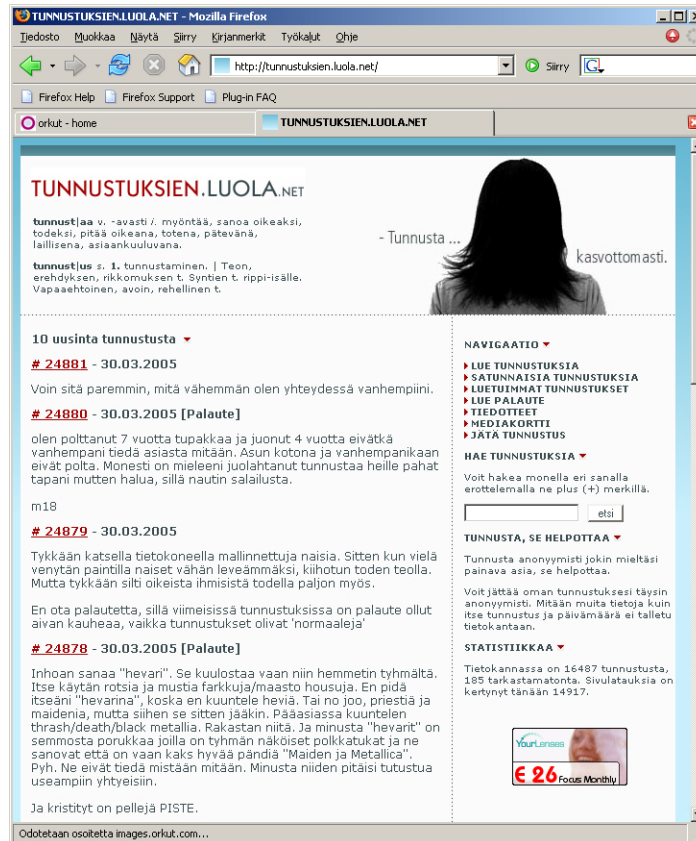 TUNNUSTUKSIEN.LUOLA.NET - Mozilla Firefox
Tiedosto Muokkaa Näytä Siirry Kirjanmerkit Työkalut Ohje
http://tunnustuksien.luola.net/ Siirry G
Firefox Help Firefox Support Plug-in FAQ
orkut - home TUNNUSTUKSIEN.LUOLA.NET
TUNNUSTUKSIEN.LUOLA.NET
tunnust|aa v. -avasti /. myöntää, sanoa oikeaksi,
todeksi, pitää oikeana, totena, pätevänä,
laillisena, asiaankuuluvana.
tunnust|us s. 1. tunnustaminen. | Teon,
erehdyksen, rikkomuksen t. Syntien t. rippi-isälle.
Vapaaehtoinen, avoin, rehellinen t.
- Tunnusta ...
kasvottomasti.
10 uusinta tunnustusta
# 24881 - 30.03.2005
Voin sitä paremmin, mitä vähemmän olen yhteydessä vanhempiini.
# 24880 - 30.03.2005 [Palaute]
olen polttanut 7 vuotta tupakkaa ja juonut 4 vuotta eivätkä
vanhempani tiedä asiasta mitään. Asun kotona ja vanhempanikaan
eivät polta. Monesti on mieleeni juolahtanut tunnustaa heille pahat
tapani mutten halua, sillä nautin salailusta.
m18
# 24879 - 30.03.2005
Tykkään katsella tietokoneella mallinnettuja naisia. Sitten kun vielä
venytän paintilla naiset vähän leveämmäksi, kiihotun toden teolla.
Mutta tykkään silti oikeista ihmisistä todella paljon myös.
En ota palautetta, sillä viimeisissä tunnustuksissa on palaute ollut
aivan kauheaa, vaikka tunnustukset olivat 'normaaleja'
# 24878 - 30.03.2005 [Palaute]
Inhoan sanaa "hevari". Se kuulostaa vaan niin hemmetin tyhmältä.
Itse käytän rotsia ja mustia farkkuja/maasto housuja. En pidä
itseäni "hevarina", koska en kuuntele heviä. Tai no joo, priestiä ja
maidenia, mutta siihen se sitten jääkin. Pääasiassa kuuntelen
thrash/death/black metallia. Rakastan niitä. Ja minusta "hevarit" on
semmosta porukkaa joilla on tyhmän näköiset polkkatukat ja ne
sanovat että on vaan kaks hyvää pändiä "Maiden ja Metallica".
Pyh. Ne eivät tiedä mistään mitään. Minusta niiden pitäisi tutustua
useampiin yhtyeisiin.
Ja kristityt on pellejä PISTE.
NAVIGAATIO
LUE TUNNUSTUKSIA
SATUNNAISIA TUNNUSTUKSIA
LUETUIMMAT TUNNUSTUKSET
LUE PALAUTE
TIEDOTTEET
MEDIAKORTTI
JÄTÄ TUNNUSTUS
HAE TUNNUSTUKSIA
Voit hakea monella eri sanalla
erottelemalla ne plus (+) merkillä.
etsi
TUNNUSTA, SE HELPOTTAA
Tunnusta anonyymisti jokin mieltäsi
painava asia, se helpottaa.
Voit jättää oman tunnustuksesi täysin
anonyymisti. Mitään muita tietoja kuin
itse tunnustus ja päivämäärä ei talletu
tietokantaan.
STATISTIIKKAA
Tietokannassa on 16487 tunnustusta,
185 tarkastamatonta. Sivulatauksia on
kertynyt tänään 14917.
YourLenses
€ 26 Focus Monthly
Odotetaan osoitetta images.orkut.com...